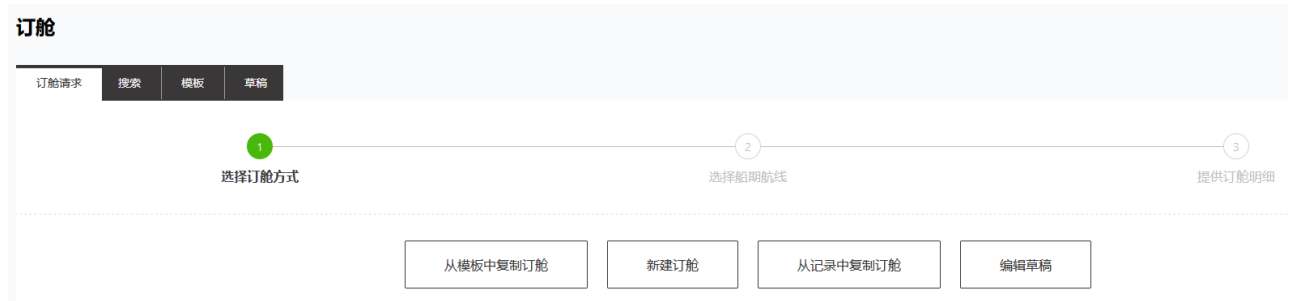 订舱
订舱请求 搜索 模板 草稿
1 2 3
选择订舱方式 选择船期航线 提供订舱明细
从模板中复制订舱 新建订舱 从记录中复制订舱 编辑草稿